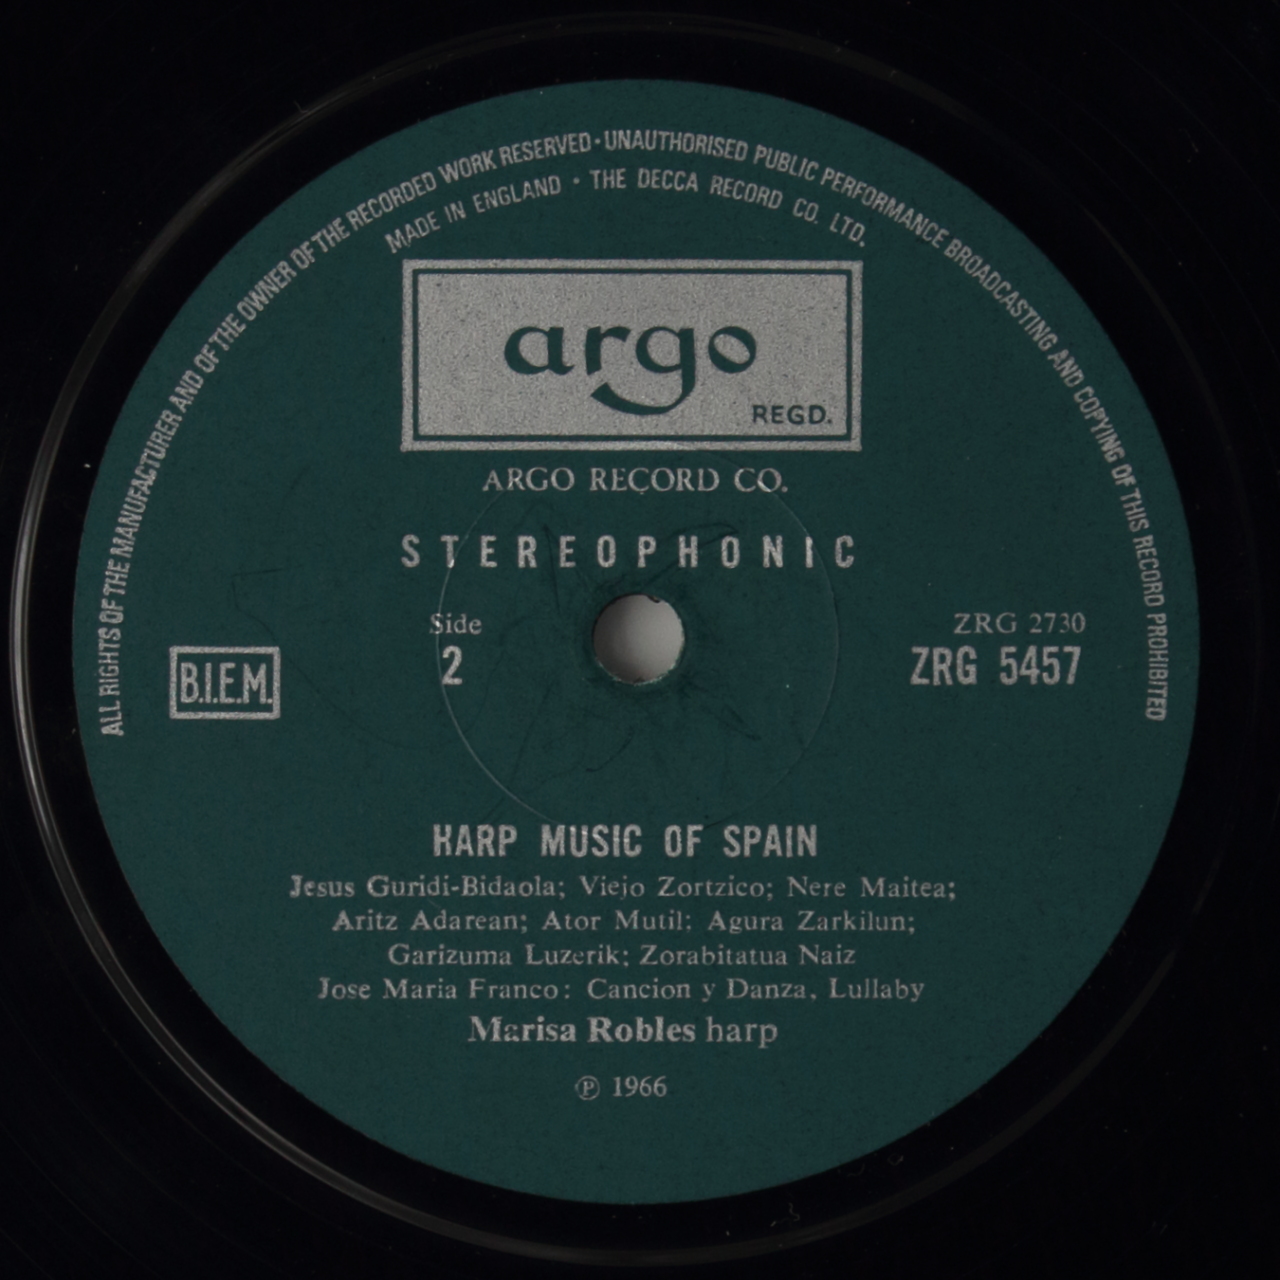 ALL RIGHTS OF THE MANUFACTURER AND OF THE OWNER OF THE RECORDED WORK RESERVED · UNAUTHORISED PUBLIC PERFORMANCE BROADCASTING AND COPYING OF THIS RECORD PROHIBITED
MADE IN ENGLAND · THE DECCA RECORD CO. LTD.
argo
REGD.
ARGO RECORD CO.
STEREOPHONIC
Side
2
B.I.E.M.
ZRG 2730
ZRG 5457
HARP MUSIC OF SPAIN
Jesus Guridi-Bidaola; Viejo Zortzico; Nere Maitea;
Aritz Adarean; Ator Mutil: Agura Zarkilun;
Garizuma Luzerik; Zorabitatua Naiz
Jose Maria Franco: Cancion y Danza, Lullaby
Marisa Robles harp
Ⓟ 1966